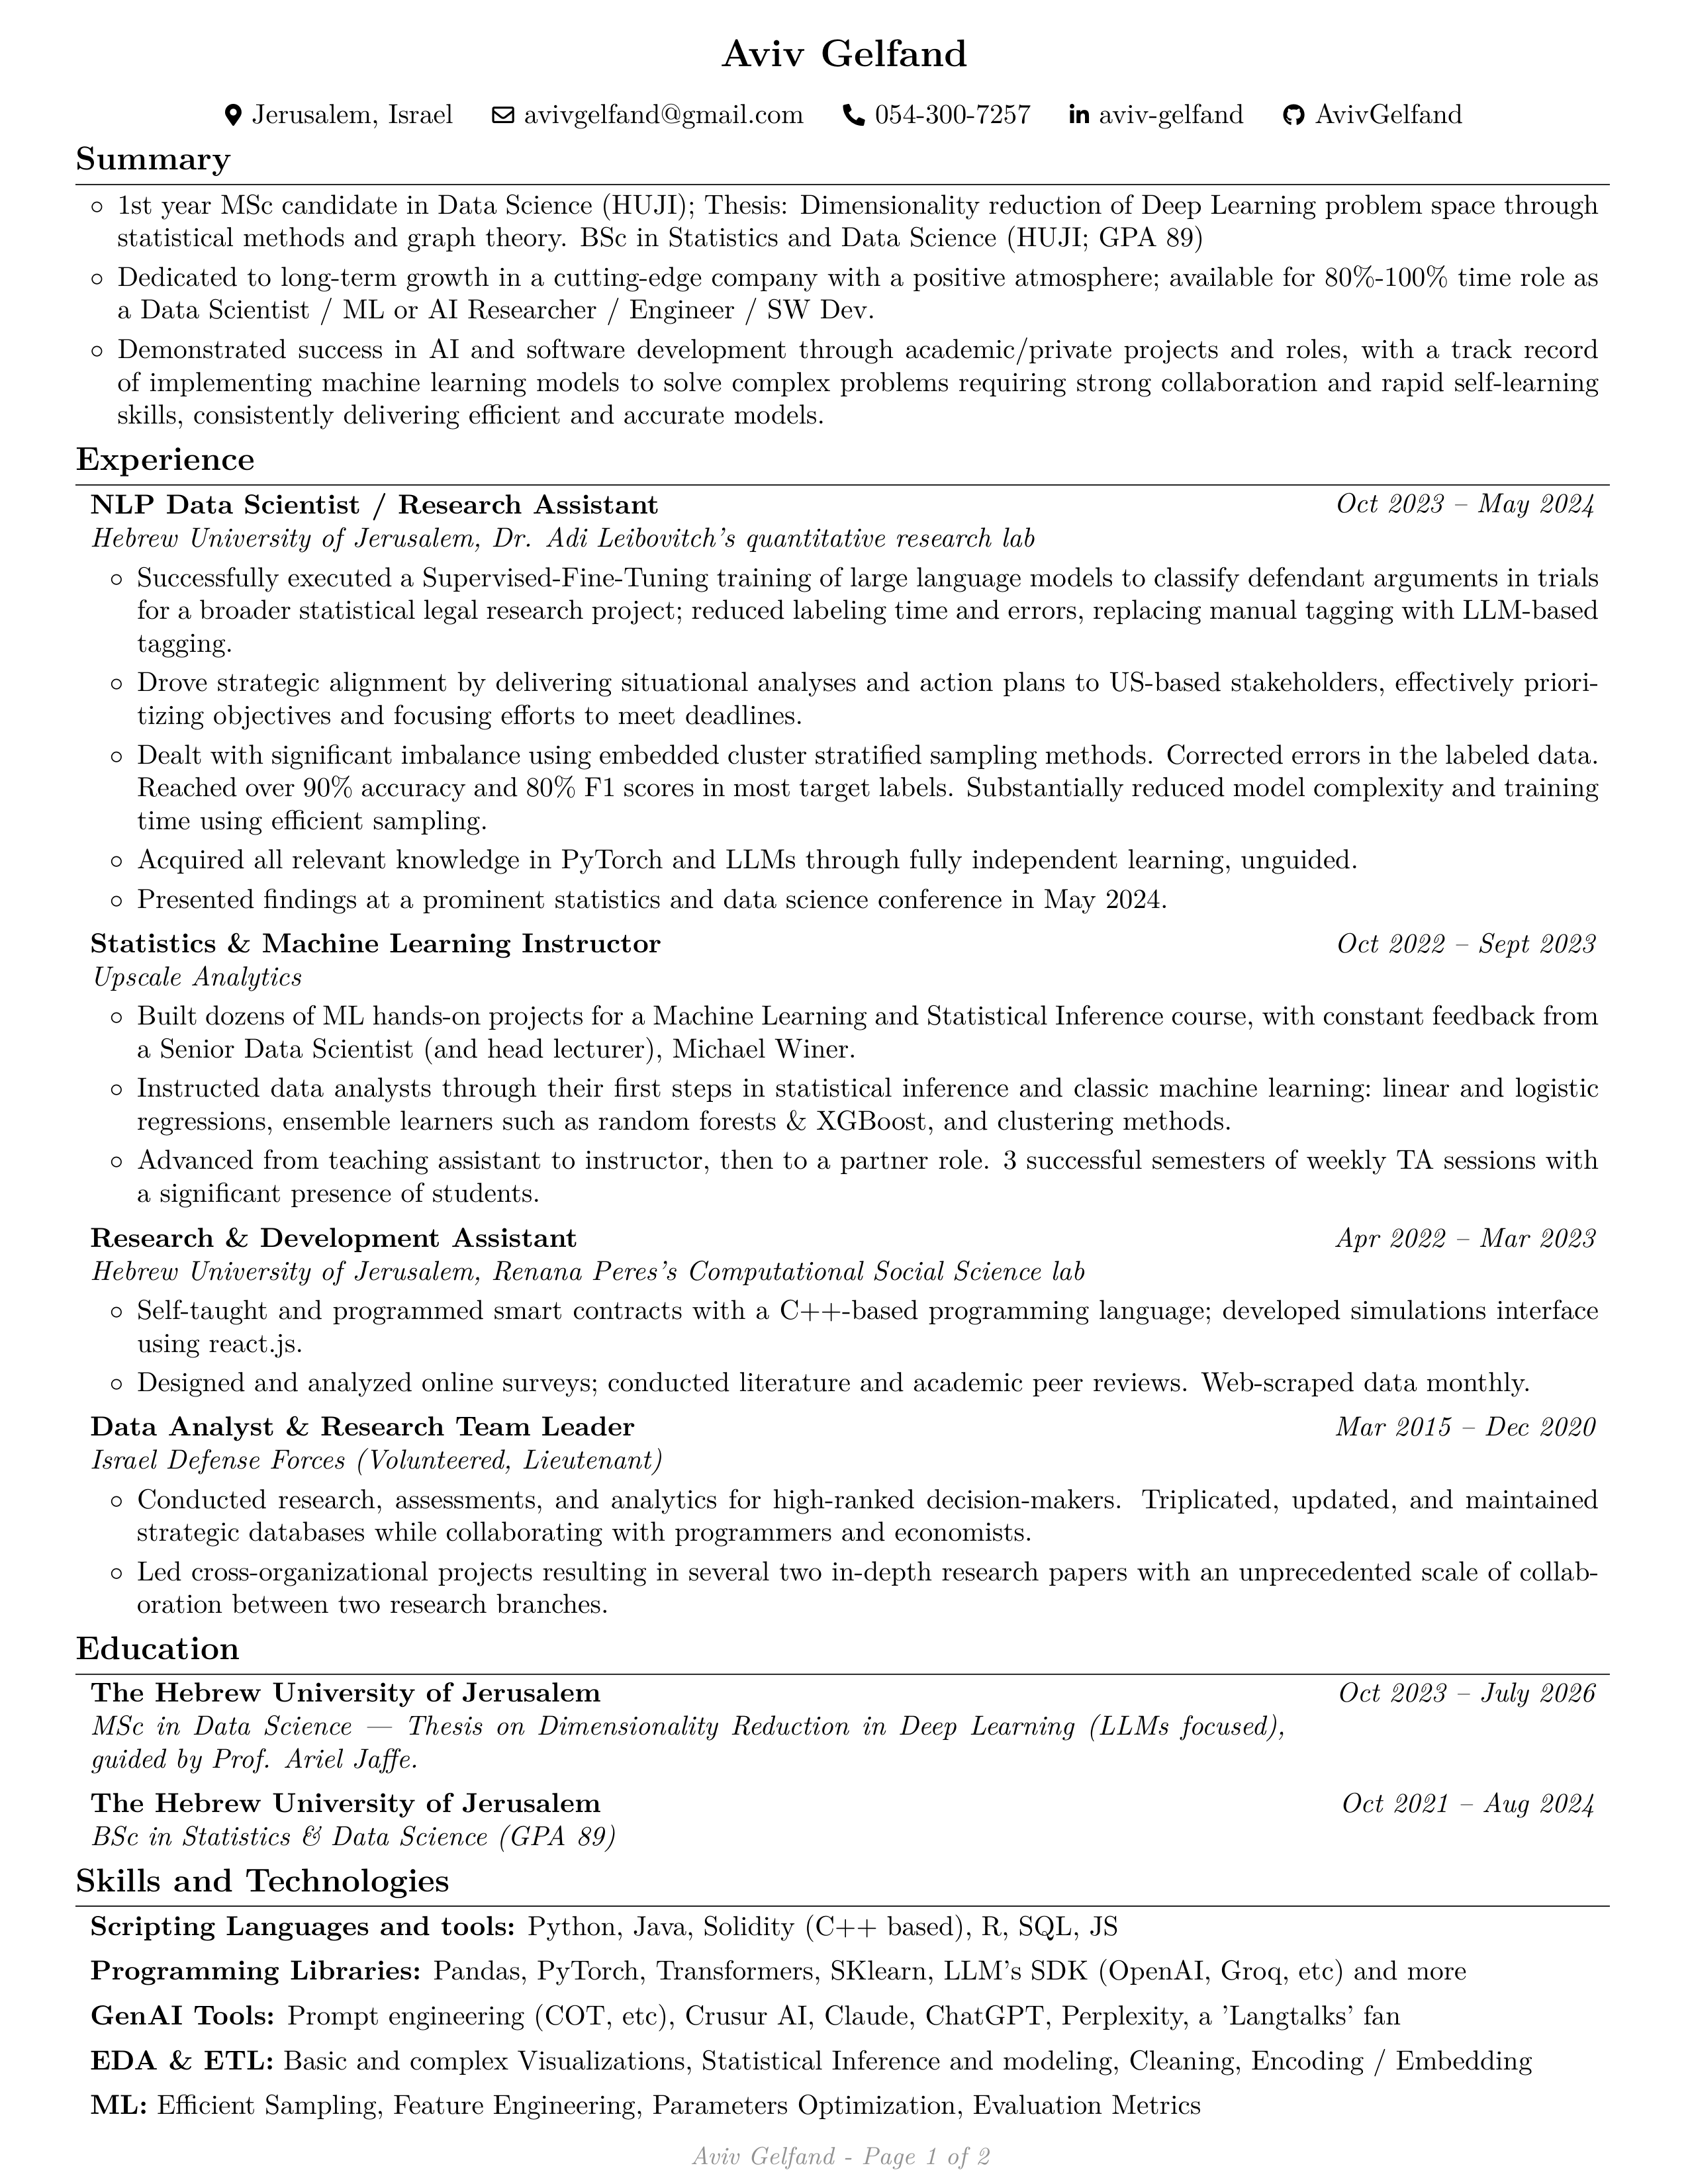 Aviv Gelfand
Jerusalem, Israel avivgelfand@gmail.com 054-300-7257 aviv-gelfand AvivGelfand
Summary
◦ 1st year MSc candidate in Data Science (HUJI); Thesis: Dimensionality reduction of Deep Learning problem space through
statistical methods and graph theory. BSc in Statistics and Data Science (HUJI; GPA 89)
◦ Dedicated to long-term growth in a cutting-edge company with a positive atmosphere; available for 80%-100% time role as
a Data Scientist / ML or AI Researcher / Engineer / SW Dev.
◦ Demonstrated success in AI and software development through academic/private projects and roles, with a track record
of implementing machine learning models to solve complex problems requiring strong collaboration and rapid self-learning
skills, consistently delivering efficient and accurate models.
Experience
NLP Data Scientist / Research Assistant Oct 2023 – May 2024
Hebrew University of Jerusalem, Dr. Adi Leibovitch's quantitative research lab
◦ Successfully executed a Supervised-Fine-Tuning training of large language models to classify defendant arguments in trials
for a broader statistical legal research project; reduced labeling time and errors, replacing manual tagging with LLM-based
tagging.
◦ Drove strategic alignment by delivering situational analyses and action plans to US-based stakeholders, effectively priori-
tizing objectives and focusing efforts to meet deadlines.
◦ Dealt with significant imbalance using embedded cluster stratified sampling methods. Corrected errors in the labeled data.
Reached over 90% accuracy and 80% F1 scores in most target labels. Substantially reduced model complexity and training
time using efficient sampling.
◦ Acquired all relevant knowledge in PyTorch and LLMs through fully independent learning, unguided.
◦ Presented findings at a prominent statistics and data science conference in May 2024.
Statistics & Machine Learning Instructor Oct 2022 – Sept 2023
Upscale Analytics
◦ Built dozens of ML hands-on projects for a Machine Learning and Statistical Inference course, with constant feedback from
a Senior Data Scientist (and head lecturer), Michael Winer.
◦ Instructed data analysts through their first steps in statistical inference and classic machine learning: linear and logistic
regressions, ensemble learners such as random forests & XGBoost, and clustering methods.
◦ Advanced from teaching assistant to instructor, then to a partner role. 3 successful semesters of weekly TA sessions with
a significant presence of students.
Research & Development Assistant Apr 2022 – Mar 2023
Hebrew University of Jerusalem, Renana Peres's Computational Social Science lab
◦ Self-taught and programmed smart contracts with a C++-based programming language; developed simulations interface
using react.js.
◦ Designed and analyzed online surveys; conducted literature and academic peer reviews. Web-scraped data monthly.
Data Analyst & Research Team Leader Mar 2015 – Dec 2020
Israel Defense Forces (Volunteered, Lieutenant)
◦ Conducted research, assessments, and analytics for high-ranked decision-makers. Triplicated, updated, and maintained
strategic databases while collaborating with programmers and economists.
◦ Led cross-organizational projects resulting in several two in-depth research papers with an unprecedented scale of collab-
oration between two research branches.
Education
The Hebrew University of Jerusalem Oct 2023 – July 2026
MSc in Data Science — Thesis on Dimensionality Reduction in Deep Learning (LLMs focused),
guided by Prof. Ariel Jaffe.
The Hebrew University of Jerusalem Oct 2021 – Aug 2024
BSc in Statistics & Data Science (GPA 89)
Skills and Technologies
Scripting Languages and tools: Python, Java, Solidity (C++ based), R, SQL, JS
Programming Libraries: Pandas, PyTorch, Transformers, SKlearn, LLM's SDK (OpenAI, Groq, etc) and more
GenAI Tools: Prompt engineering (COT, etc), Crusur AI, Claude, ChatGPT, Perplexity, a 'Langtalks' fan
EDA & ETL: Basic and complex Visualizations, Statistical Inference and modeling, Cleaning, Encoding / Embedding
ML: Efficient Sampling, Feature Engineering, Parameters Optimization, Evaluation Metrics
Aviv Gelfand - Page 1 of 2